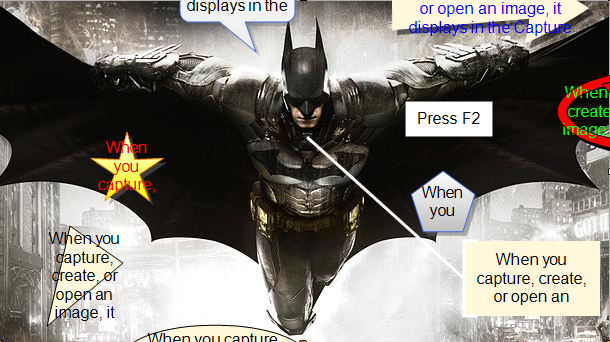 displays in the
or open an image, it
displays in the Capture
When
create
image,
Press F2
When
you
capture,
When
you
When you
capture, create, or
open an
image, it
When you
capture, create,
or open an
When you capture